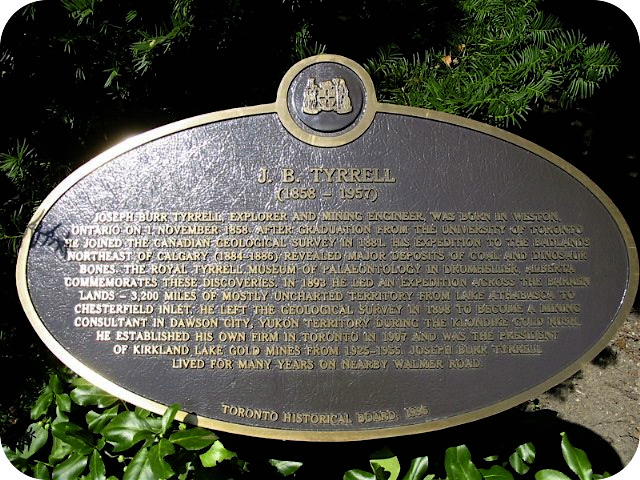 J. B. TYRRELL
(1858 – 1957)
JOSEPH BURR TYRRELL, EXPLORER AND MINING ENGINEER, WAS BORN IN WESTON,
ONTARIO ON 1 NOVEMBER 1858. AFTER GRADUATION FROM THE UNIVERSITY OF TORONTO
HE JOINED THE CANADIAN GEOLOGICAL SURVEY IN 1881. HIS EXPEDITION TO THE BADLANDS
NORTHEAST OF CALGARY (1884-1886) REVEALED MAJOR DEPOSITS OF COAL AND DINOSAUR
BONES. THE ROYAL TYRRELL MUSEUM OF PALAEONTOLOGY IN DRUMHELLER, ALBERTA
COMMEMORATES THESE DISCOVERIES. IN 1893 HE LED AN EXPEDITION ACROSS THE BARREN
LANDS – 3,200 MILES OF MOSTLY UNCHARTED TERRITORY FROM LAKE ATHABASCA TO
CHESTERFIELD INLET. HE LEFT THE GEOLOGICAL SURVEY IN 1898 TO BECOME A MINING
CONSULTANT IN DAWSON CITY, YUKON TERRITORY DURING THE KLONDIKE GOLD RUSH.
HE ESTABLISHED HIS OWN FIRM IN TORONTO IN 1907 AND WAS THE PRESIDENT
OF KIRKLAND LAKE GOLD MINES FROM 1925-1955. JOSEPH BURR TYRRELL
LIVED FOR MANY YEARS ON NEARBY WALMER ROAD.
TORONTO HISTORICAL BOARD,